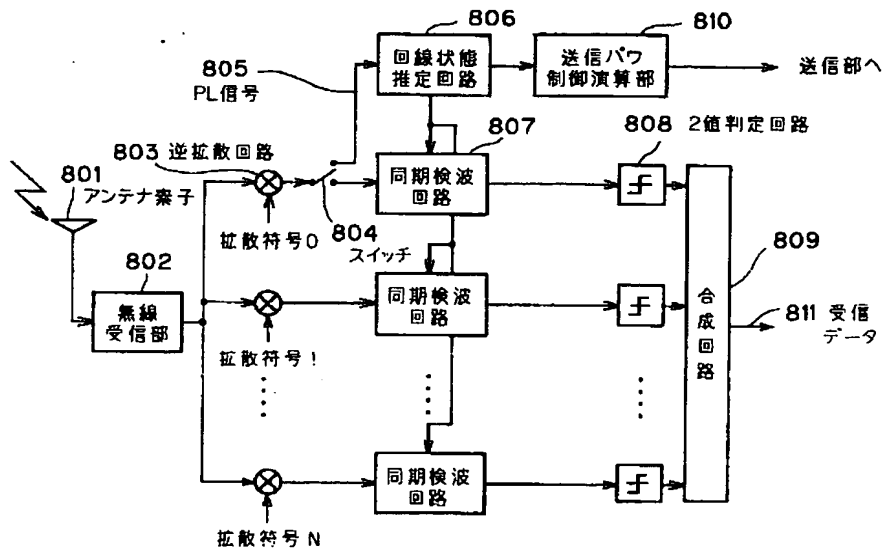 806
810
805
PL信号
回線状態
推定回路
送信パワ
制御演算部
送信部へ
807
808 2値判定回路
803 逆拡散回路
801
アンテナ素子
同期検波
回路
拡散符号0
804
スイッチ
809
802
無線
受信部
同期検波
回路
合成回路
811 受信
データ
拡散符号1
同期検波
回路
拡散符号N